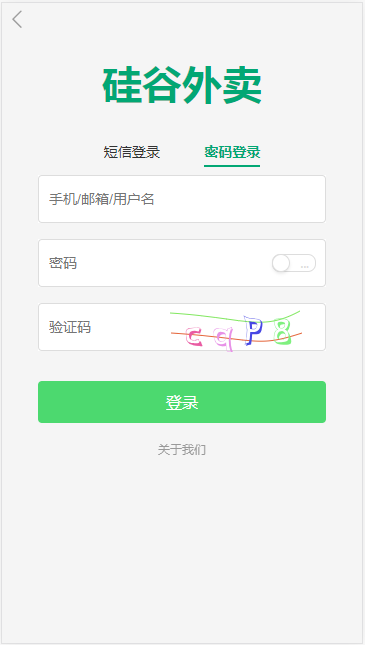 硅谷外卖
短信登录 密码登录
手机/邮箱/用户名
密码 ...
验证码 cqP8
登录
关于我们